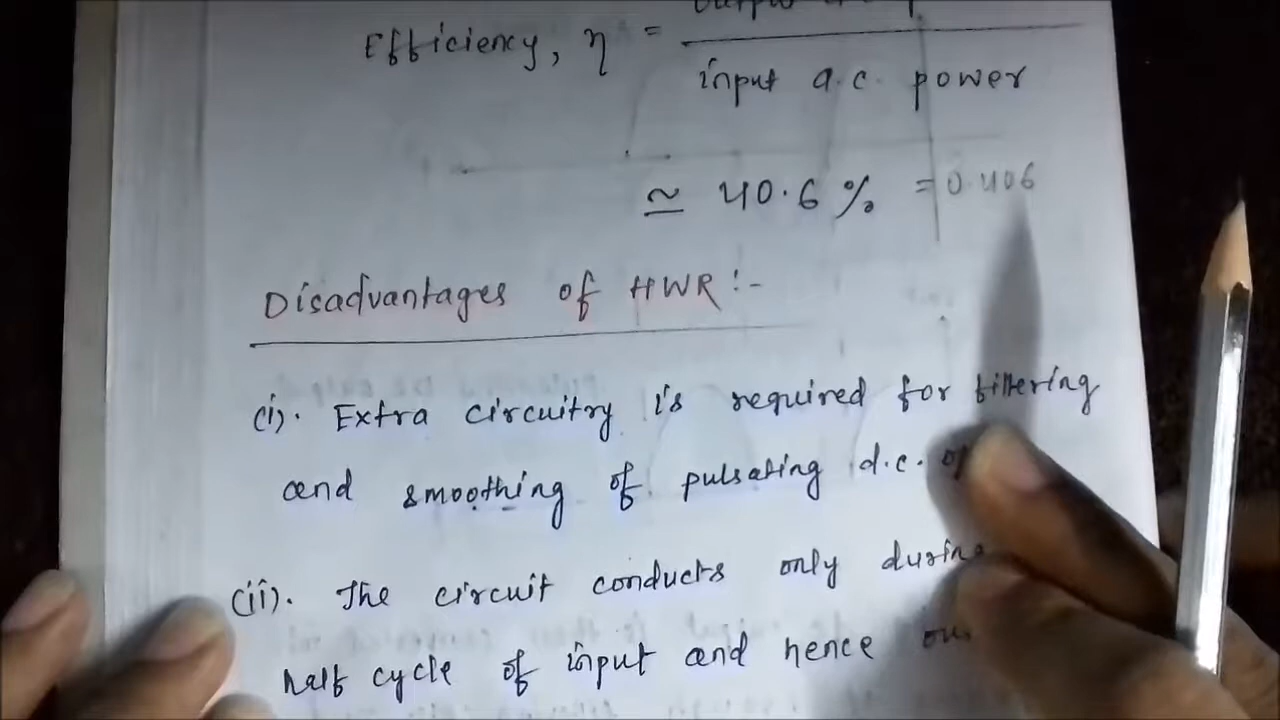 Efficiency, η =
input a.c. power
≃ 40.6 % = 0.406
Disadvantages of HWR :-
(i). Extra circuitry is required for filtering
and smoothing of pulsating d.c.
(ii). The circuit conducts only during
half cycle of input and hence